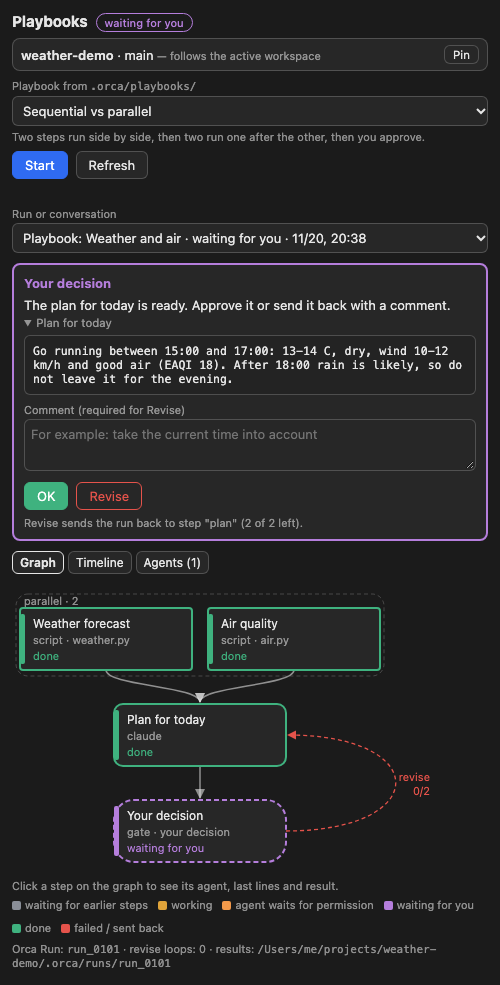 Playbooks waiting for you
weather-demo · main — follows the active workspace Pin
Playbook from .orca/playbooks/
Sequential vs parallel
Two steps run side by side, then two run one after the other, then you approve.
Start Refresh
Run or conversation
Playbook: Weather and air · waiting for you · 11/20, 20:38
Your decision
The plan for today is ready. Approve it or send it back with a comment.
▼ Plan for today
Go running between 15:00 and 17:00: 13–14 C, dry, wind 10–12
km/h and good air (EAQI 18). After 18:00 rain is likely, so do
not leave it for the evening.
Comment (required for Revise)
For example: take the current time into account
OK Revise
Revise sends the run back to step "plan" (2 of 2 left).
Graph Timeline Agents (1)
parallel · 2
Weather forecast
script · weather.py
done
Air quality
script · air.py
done
Plan for today
claude
done
revise
0/2
Your decision
gate · your decision
waiting for you
Click a step on the graph to see its agent, last lines and result.
waiting for earlier steps working agent waits for permission waiting for you
done failed / sent back
Orca Run: run_0101 · revise loops: 0 · results: /Users/me/projects/weather-
demo/.orca/runs/run_0101